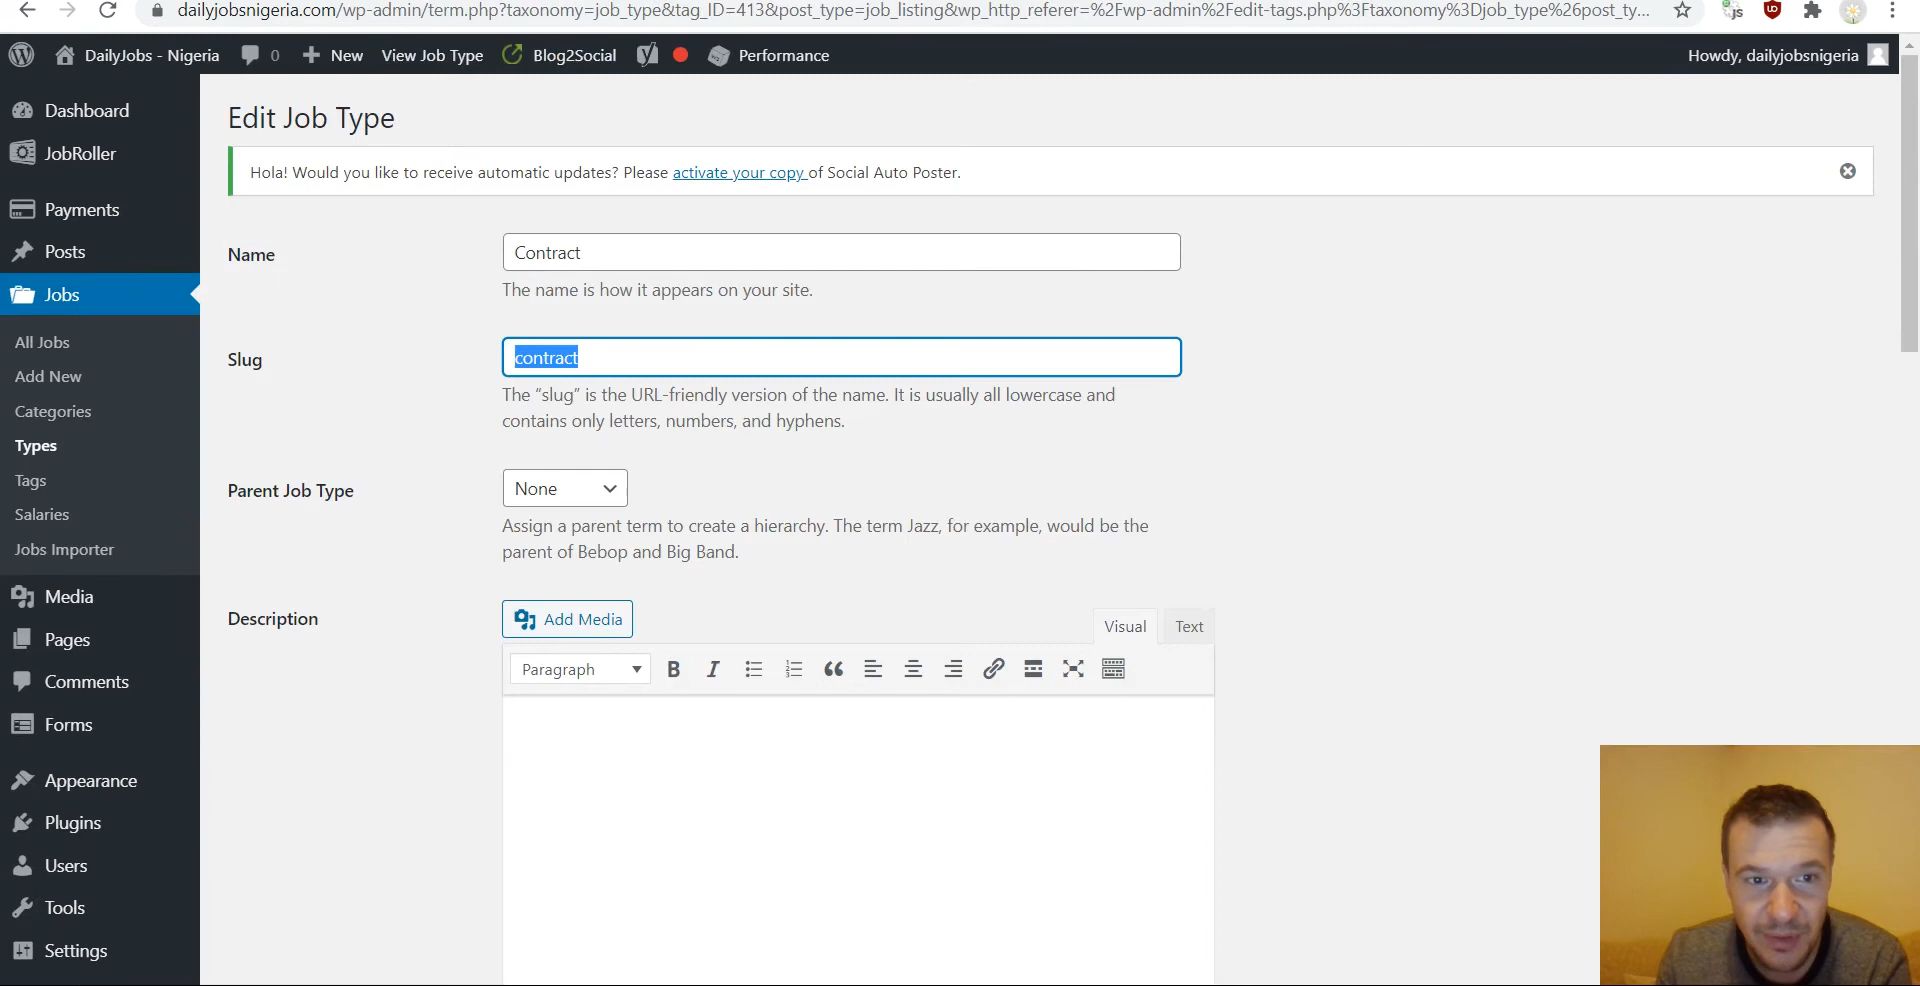 dailyjobsnigeria.com/wp-admin/term.php?taxonomy=job_type&tag_ID=413&post_type=job_listing&wp_http_referer=%2Fwp-admin%2Fedit-tags.php%3Ftaxonomy%3Djob_type%26post_ty...
DailyJobs - Nigeria 0 New View Job Type Blog2Social Performance Howdy, dailyjobsnigeria
Dashboard
JobRoller
Payments
Posts
Jobs
All Jobs
Add New
Categories
Types
Tags
Salaries
Jobs Importer
Media
Pages
Comments
Forms
Appearance
Plugins
Users
Tools
Settings
Edit Job Type
Hola! Would you like to receive automatic updates? Please activate your copy of Social Auto Poster.
Name
Contract
The name is how it appears on your site.
Slug
contract
The “slug” is the URL-friendly version of the name. It is usually all lowercase and
contains only letters, numbers, and hyphens.
Parent Job Type
None
Assign a parent term to create a hierarchy. The term Jazz, for example, would be the
parent of Bebop and Big Band.
Description
Add Media
Visual Text
Paragraph B I